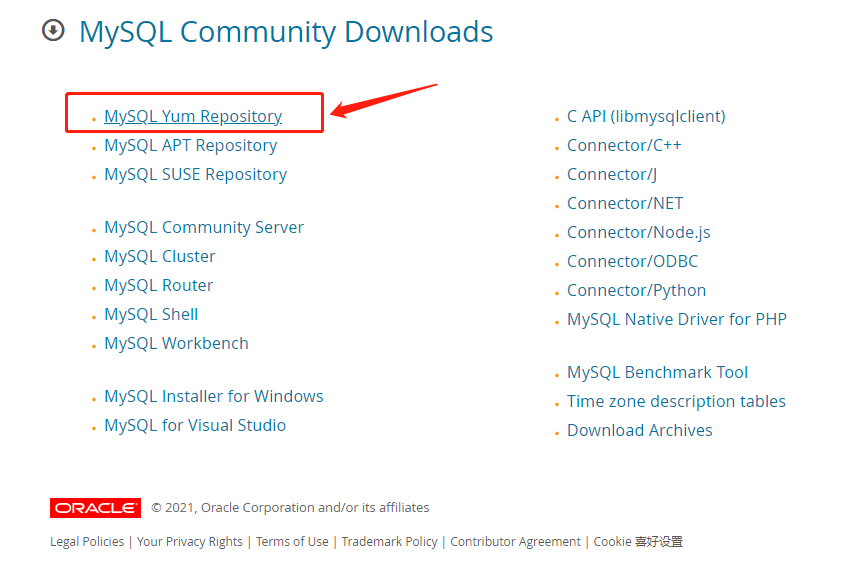 MySQL Community Downloads
MySQL Yum Repository
MySQL APT Repository
MySQL SUSE Repository
MySQL Community Server
MySQL Cluster
MySQL Router
MySQL Shell
MySQL Workbench
MySQL Installer for Windows
MySQL for Visual Studio
C API (libmysqlclient)
Connector/C++
Connector/J
Connector/NET
Connector/Node.js
Connector/ODBC
Connector/Python
MySQL Native Driver for PHP
MySQL Benchmark Tool
Time zone description tables
Download Archives
ORACLE® © 2021, Oracle Corporation and/or its affiliates
Legal Policies | Your Privacy Rights | Terms of Use | Trademark Policy | Contributor Agreement | Cookie 喜好设置